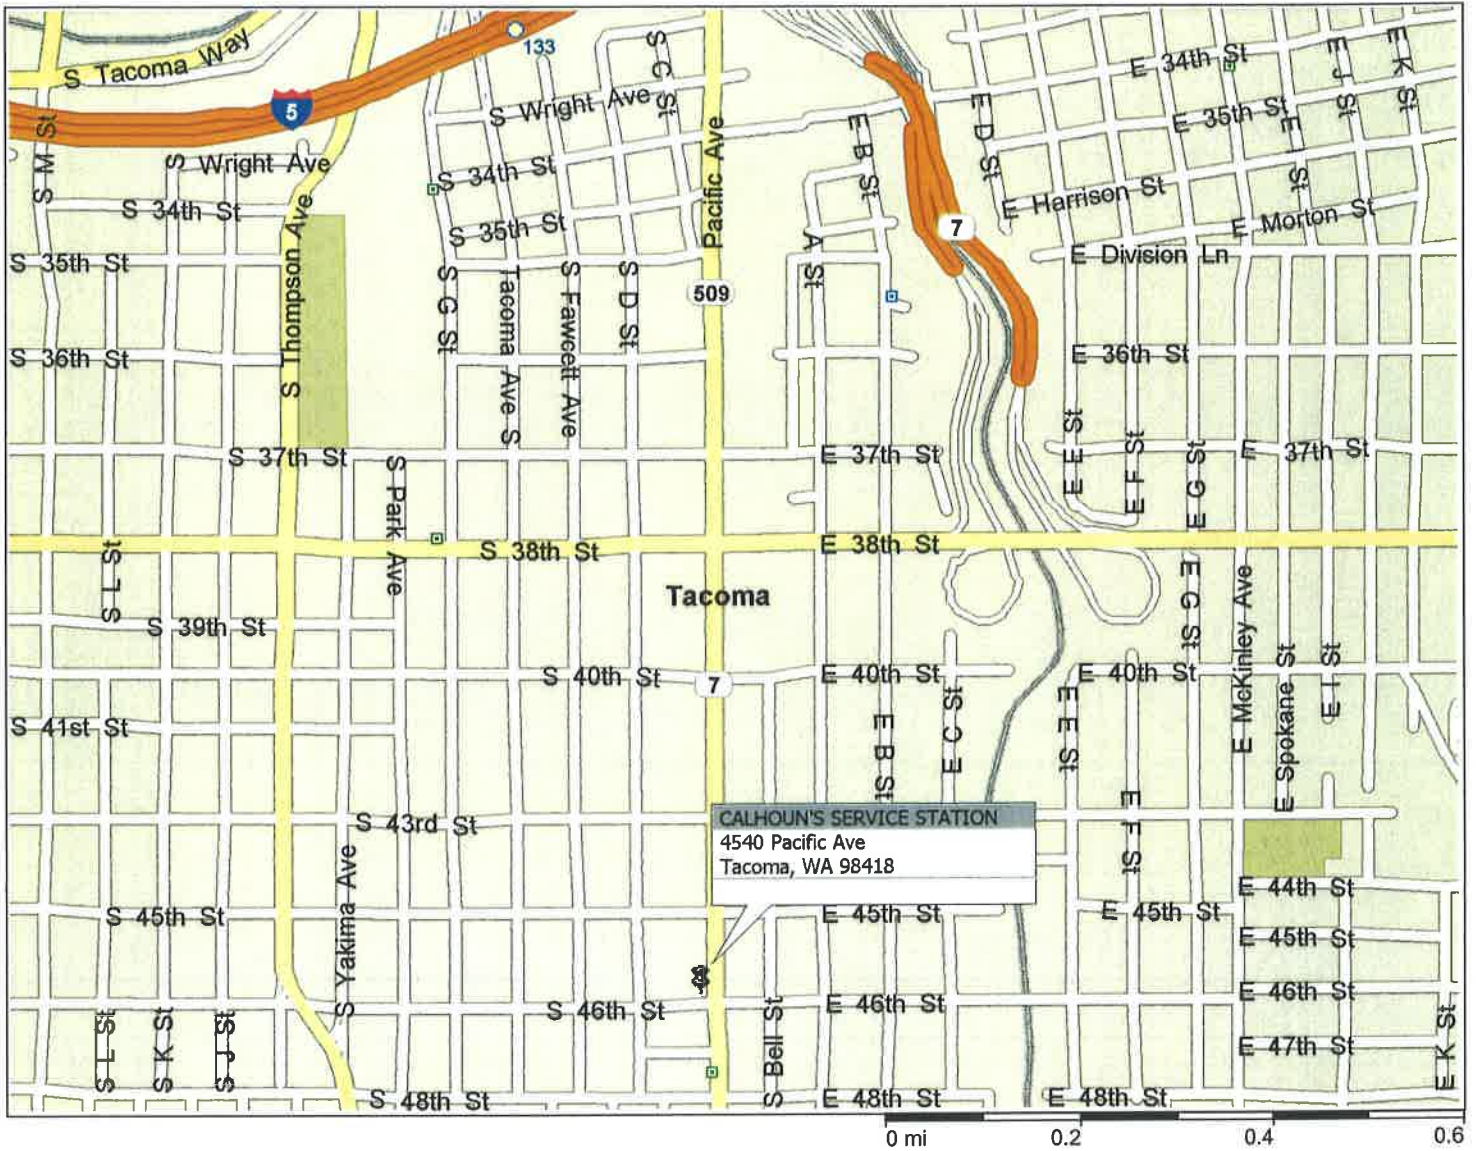 133
S Tacoma Way
S C St
E 34th St
E J St
E K St
5
S Wright Ave
E 35th St
S M St
Pacific Ave
E B St
E D St
E I St
S Wright Ave
S 34th St
E Harrison St
S 34th St
E Morton St
7
S 35th St
A St
E Division Ln
S 35th St
S Thompson Ave
S G St
Tacoma Ave S
S Fawcett Ave
S D St
509
S 36th St
E 36th St
S 37th St
E 37th St
E E St
E F St
E G St
E 37th St
S Park Ave
S 38th St
E 38th St
S L St
Tacoma
E G St
E McKinley Ave
S 39th St
S 40th St
7
E 40th St
E 40th St
E Spokane St
E I St
S 41st St
E B St
E C St
E E St
S 43rd St
CALHOUN'S SERVICE STATION
4540 Pacific Ave
Tacoma, WA 98418
E F St
S Yakima Ave
E 44th St
S 45th St
E 45th St
E 45th St
E 45th St
S 46th St
E 46th St
E 46th St
S L St
S K St
S J St
S Bell St
E 47th St
E K St
S 48th St
E 48th St
E 48th St
0 mi
0.2
0.4
0.6